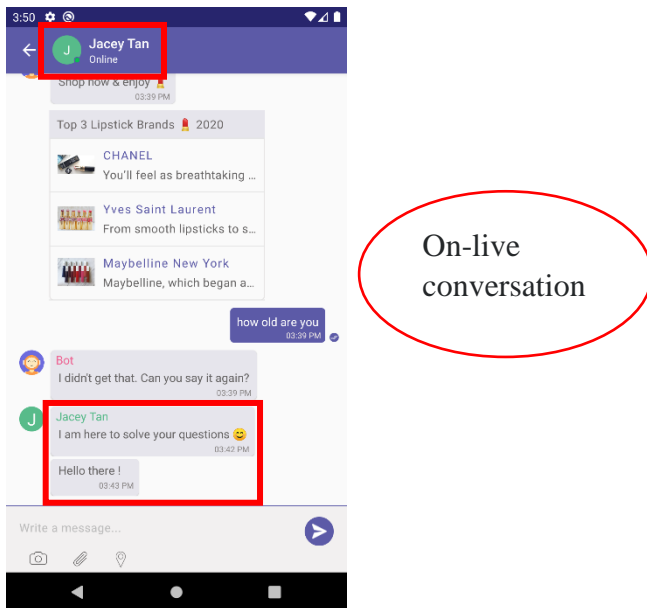 3:50
J
Jacey Tan
Online
Shop now & enjoy 💄
03:39 PM
Top 3 Lipstick Brands 💄 2020
CHANEL
You'll feel as breathtaking ...
Yves Saint Laurent
From smooth lipsticks to s...
Maybelline New York
Maybelline, which began a...
how old are you
03:39 PM
Bot
I didn't get that. Can you say it again?
03:39 PM
J
Jacey Tan
I am here to solve your questions 😊
03:42 PM
Hello there !
03:43 PM
Write a message...
On-live
conversation